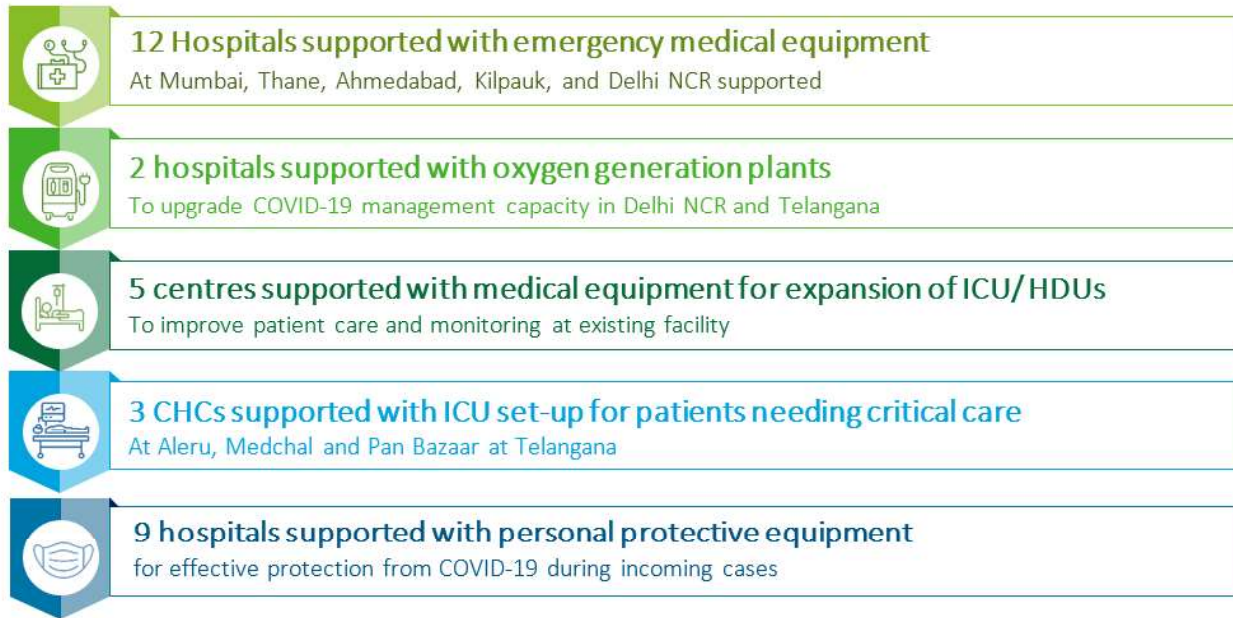 12 Hospitals supported with emergency medical equipment
At Mumbai, Thane, Ahmedabad, Kilpauk, and Delhi NCR supported
2 hospitals supported with oxygen generation plants
To upgrade COVID-19 management capacity in Delhi NCR and Telangana
5 centres supported with medical equipment for expansion of ICU/ HDUs
To improve patient care and monitoring at existing facility
3 CHCs supported with ICU set-up for patients needing critical care
At Aleru, Medchal and Pan Bazaar at Telangana
9 hospitals supported with personal protective equipment
for effective protection from COVID-19 during incoming cases